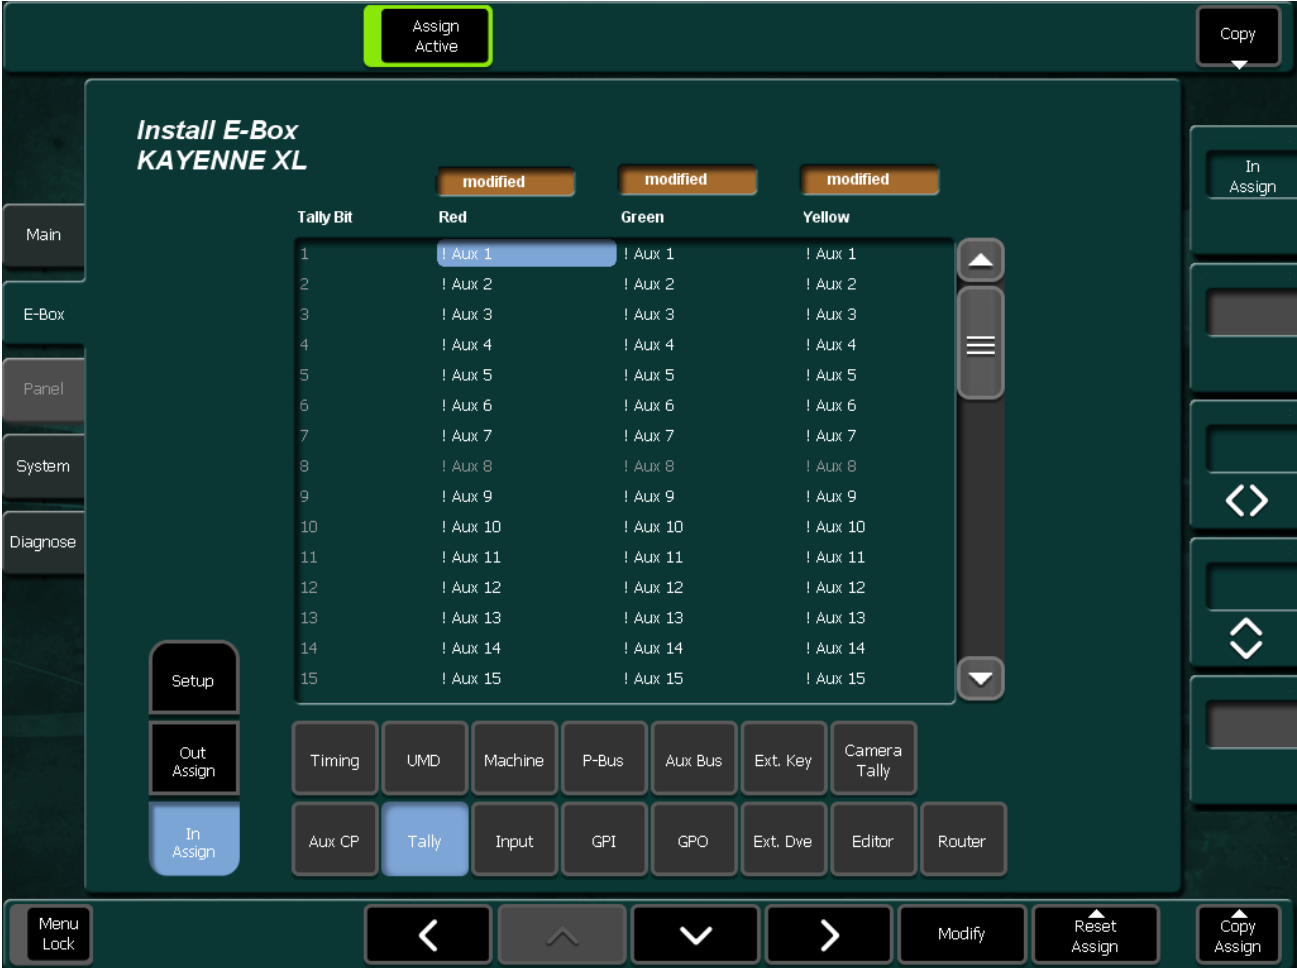 Assign
Active
Copy
Install E-Box
KAYENNE XL
In
Assign
modified modified modified
Tally Bit Red Green Yellow
Main
E-Box
Panel
System
Diagnose
1 ! Aux 1 ! Aux 1 ! Aux 1
2 ! Aux 2 ! Aux 2 ! Aux 2
3 ! Aux 3 ! Aux 3 ! Aux 3
4 ! Aux 4 ! Aux 4 ! Aux 4
5 ! Aux 5 ! Aux 5 ! Aux 5
6 ! Aux 6 ! Aux 6 ! Aux 6
7 ! Aux 7 ! Aux 7 ! Aux 7
8 ! Aux 8 ! Aux 8 ! Aux 8
9 ! Aux 9 ! Aux 9 ! Aux 9
10 ! Aux 10 ! Aux 10 ! Aux 10
11 ! Aux 11 ! Aux 11 ! Aux 11
12 ! Aux 12 ! Aux 12 ! Aux 12
13 ! Aux 13 ! Aux 13 ! Aux 13
14 ! Aux 14 ! Aux 14 ! Aux 14
15 ! Aux 15 ! Aux 15 ! Aux 15
Setup
Out
Assign
In
Assign
Timing UMD Machine P-Bus Aux Bus Ext. Key Camera
Tally
Aux CP Tally Input GPI GPO Ext. Dve Editor Router
Menu
Lock
Modify
Reset
Assign
Copy
Assign